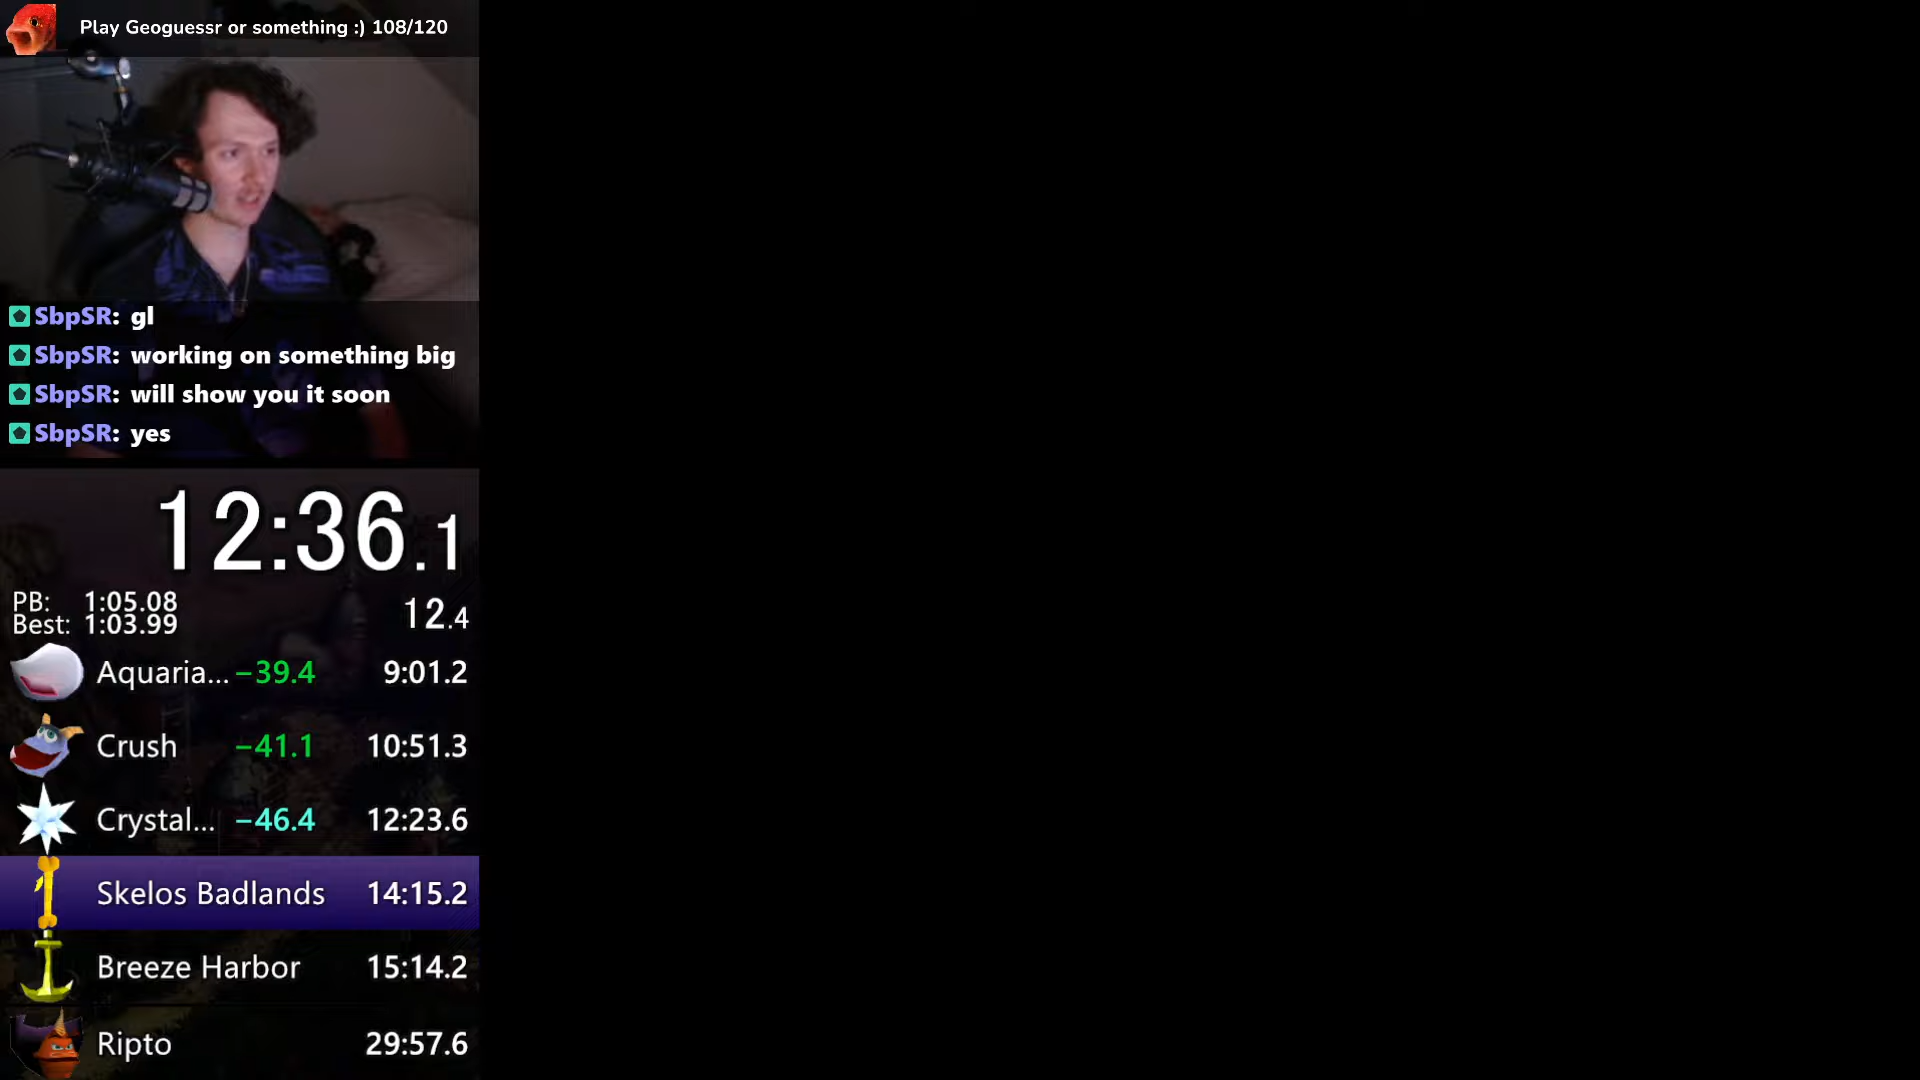 Play Geoguessr or something :) 108/120
SbpSR: gl
SbpSR: working on something big
SbpSR: will show you it soon
SbpSR: yes
12:36.1
PB: 1:05.08
Best: 1:03.99
12.4
Aquaria... −39.4 9:01.2
Crush −41.1 10:51.3
Crystal... −46.4 12:23.6
Skelos Badlands 14:15.2
Breeze Harbor 15:14.2
Ripto 29:57.6